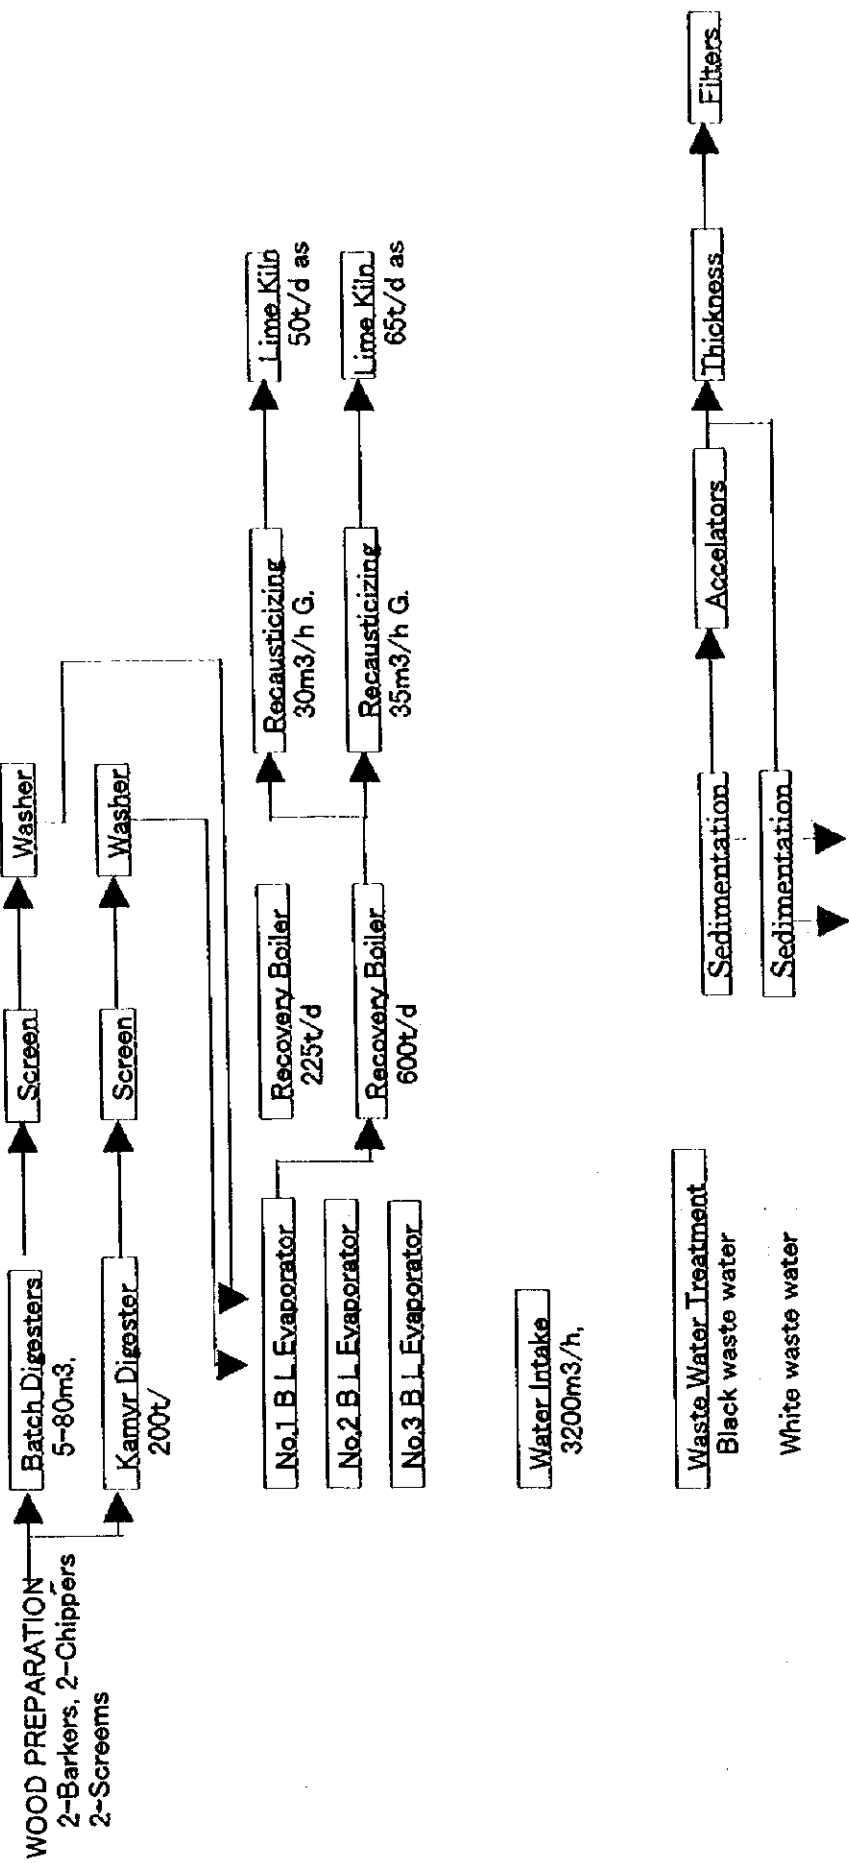 WOOD PREPARATION
2-Barkers, 2-Chippers
2-Screems
Batch Digesters
5-80m3,
Screen
Washer
Kamyr Digester
200t/
Screen
Washer
No.1 B L Evaporator
No.2 B L Evaporator
No.3 B L Evaporator
Recovery Boiler
225t/d
Recovery Boiler
600t/d
Recausticizing
30m3/h G.
Recausticizing
35m3/h G.
Lime Kiln
50t/d as
Lime Kiln
65t/d as
Water Intake
3200m3/h,
Waste Water Treatment
Black waste water
White waste water
Sedimentation
Sedimentation
Accelators
Thickness
Filters